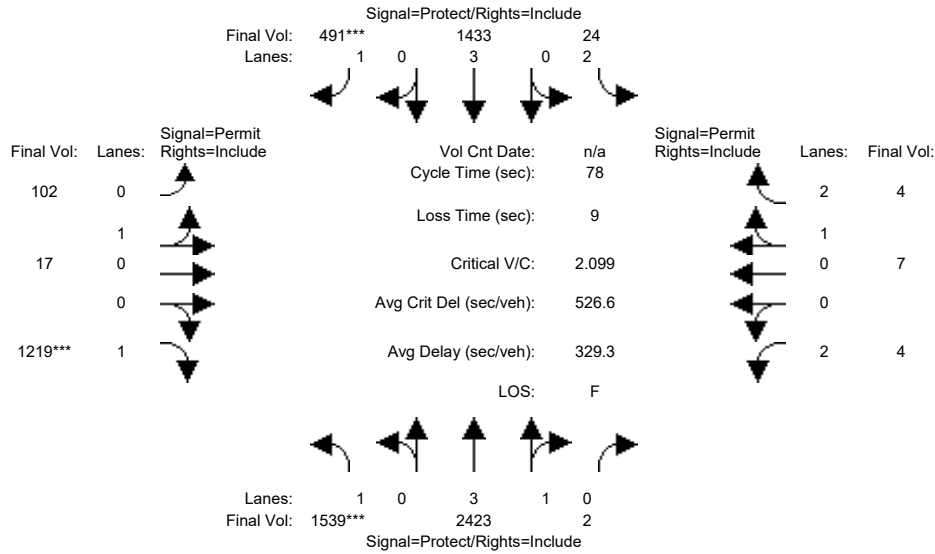 Signal=Protect/Rights=Include
Final Vol: 491*** 1433 24
Lanes: 1 0 3 0 2
Signal=Permit
Final Vol: Lanes: Rights=Include
Vol Cnt Date: n/a
Signal=Permit
Rights=Include Lanes: Final Vol:
Cycle Time (sec): 78
102 0
2 4
Loss Time (sec): 9
1
1
17 0
Critical V/C: 2.099
0 7
0
Avg Crit Del (sec/veh): 526.6
0
1219*** 1
Avg Delay (sec/veh): 329.3
2 4
LOS: F
Lanes: 1 0 3 1 0
Final Vol: 1539*** 2423 2
Signal=Protect/Rights=Include